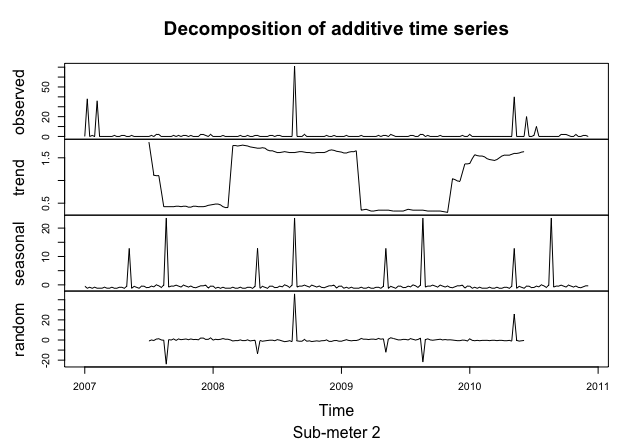 Decomposition of additive time series
observed
0 20 50
trend
0.5 1.5
seasonal
0 10 20
random
-20 0 20
2007 2008 2009 2010 2011
Time
Sub-meter 2